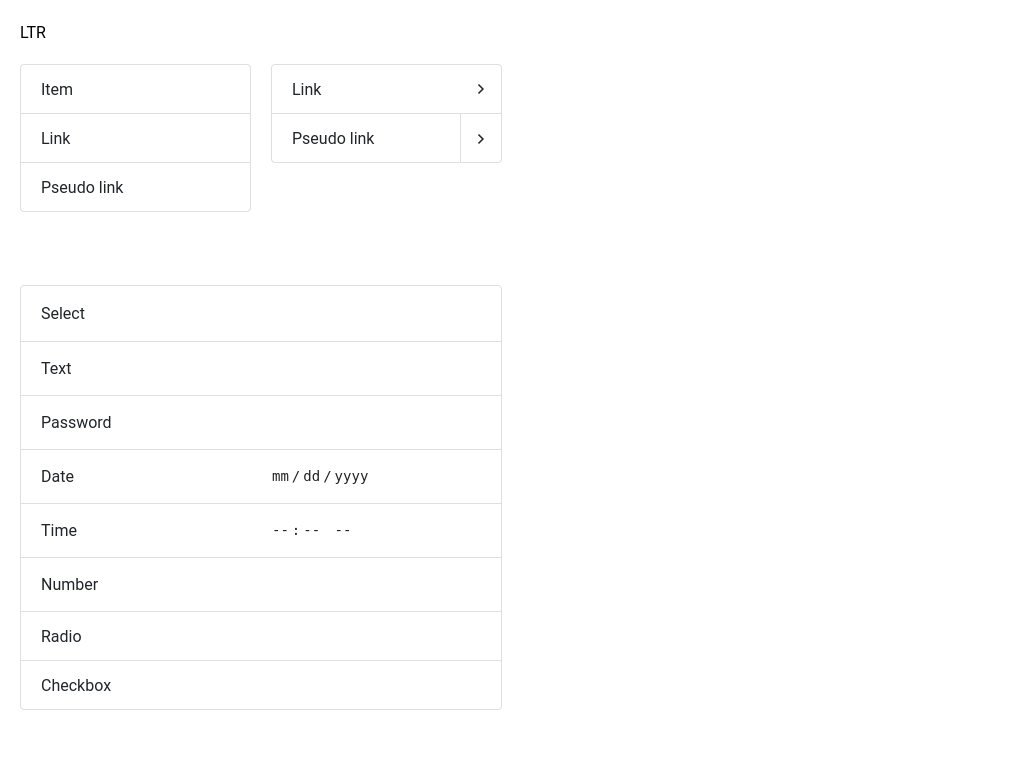 LTR
Item
Link
Pseudo link
Link
Pseudo link
Select
Text
Password
Date mm/dd/yyyy
Time --:-- --
Number
Radio
Checkbox